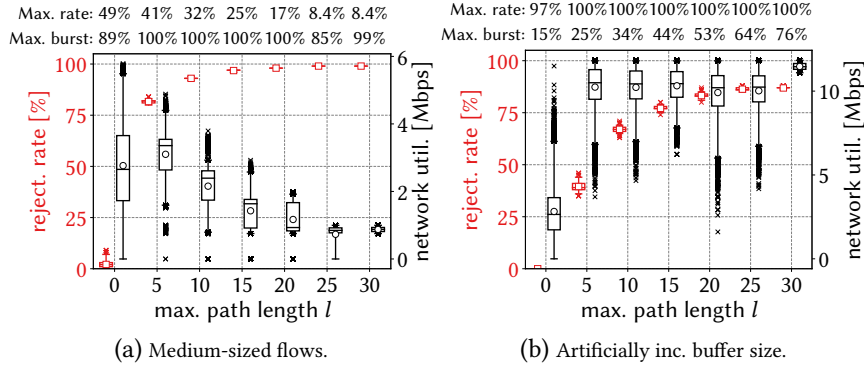 Max. rate: 49% 41% 32% 25% 17% 8.4% 8.4%
Max. burst: 89% 100% 100% 100% 100% 85% 99%
100
75
50
25
0
reject. rate [%]
6
4
2
0
network util. [Mbps]
0 5 10 15 20 25 30
max. path length l
(a) Medium-sized flows.
Max. rate: 97% 100% 100% 100% 100% 100% 100%
Max. burst: 15% 25% 34% 44% 53% 64% 76%
100
75
50
25
0
reject. rate [%]
10
5
0
network util. [Mbps]
0 5 10 15 20 25 30
max. path length l
(b) Artificially inc. buffer size.